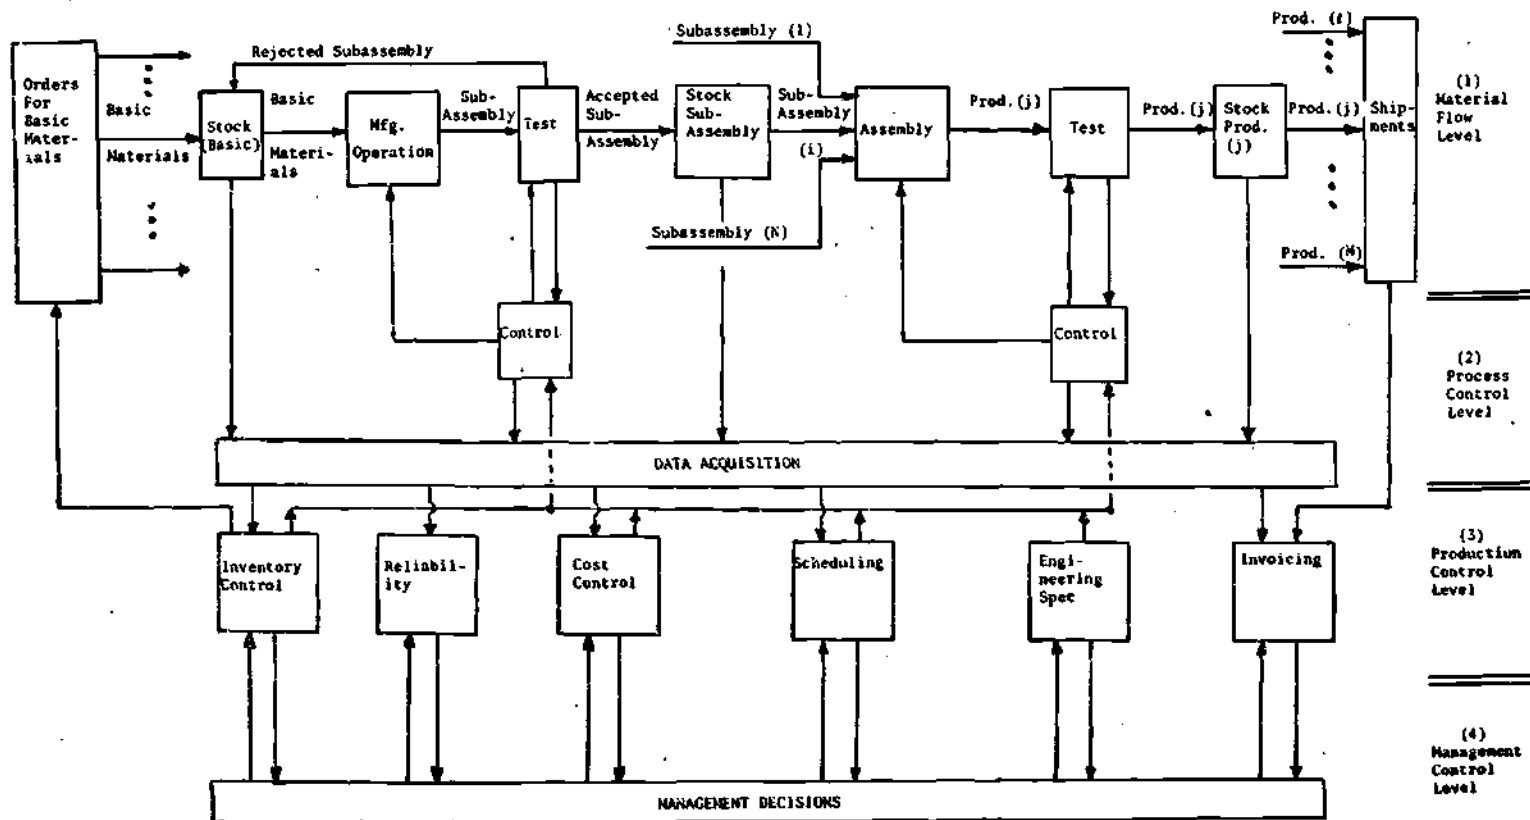 Orders
For
Basic
Mater-
ials
Basic
Materials
Rejected Subassembly
Stock
(Basic)
Basic
Materi-
als
Mfg.
Operation
Sub-
Assembly
Test
Accepted
Sub-
Assembly
Stock
Sub-
Assembly
Subassembly (1)
Sub-
Assembly
(i)
Subassembly (N)
Assembly
Prod.(j)
Test
Prod.(j)
Stock
Prod.
(j)
Prod.(j)
Prod.
Prod. (M)
Ship-
ments
(1)
Material
Flow
Level
Control
Control
(2)
Process
Control
Level
DATA ACQUISITION
Inventory
Control
Reliabil-
ity
Cost
Control
Scheduling
Engi-
neering
Spec
Invoicing
(3)
Production
Control
Level
MANAGEMENT DECISIONS
(4)
Management
Control
Level